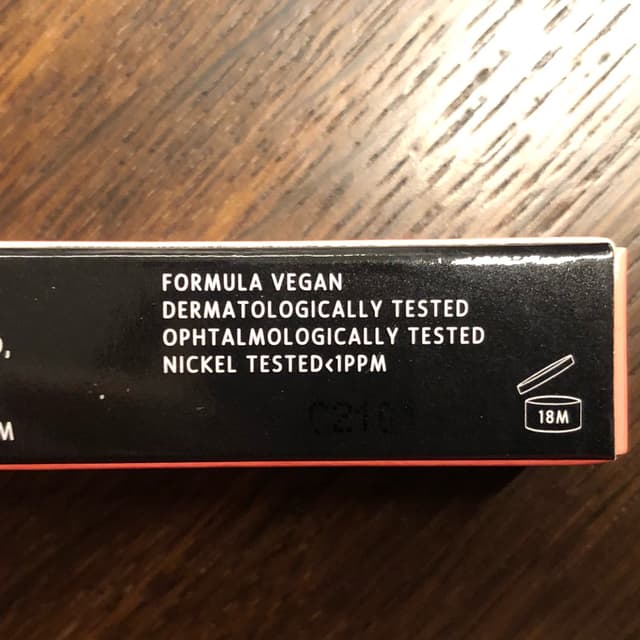 FORMULA VEGAN
DERMATOLOGICALLY TESTED
OPHTALMOLOGICALLY TESTED
NICKEL TESTED<1PPM
18M